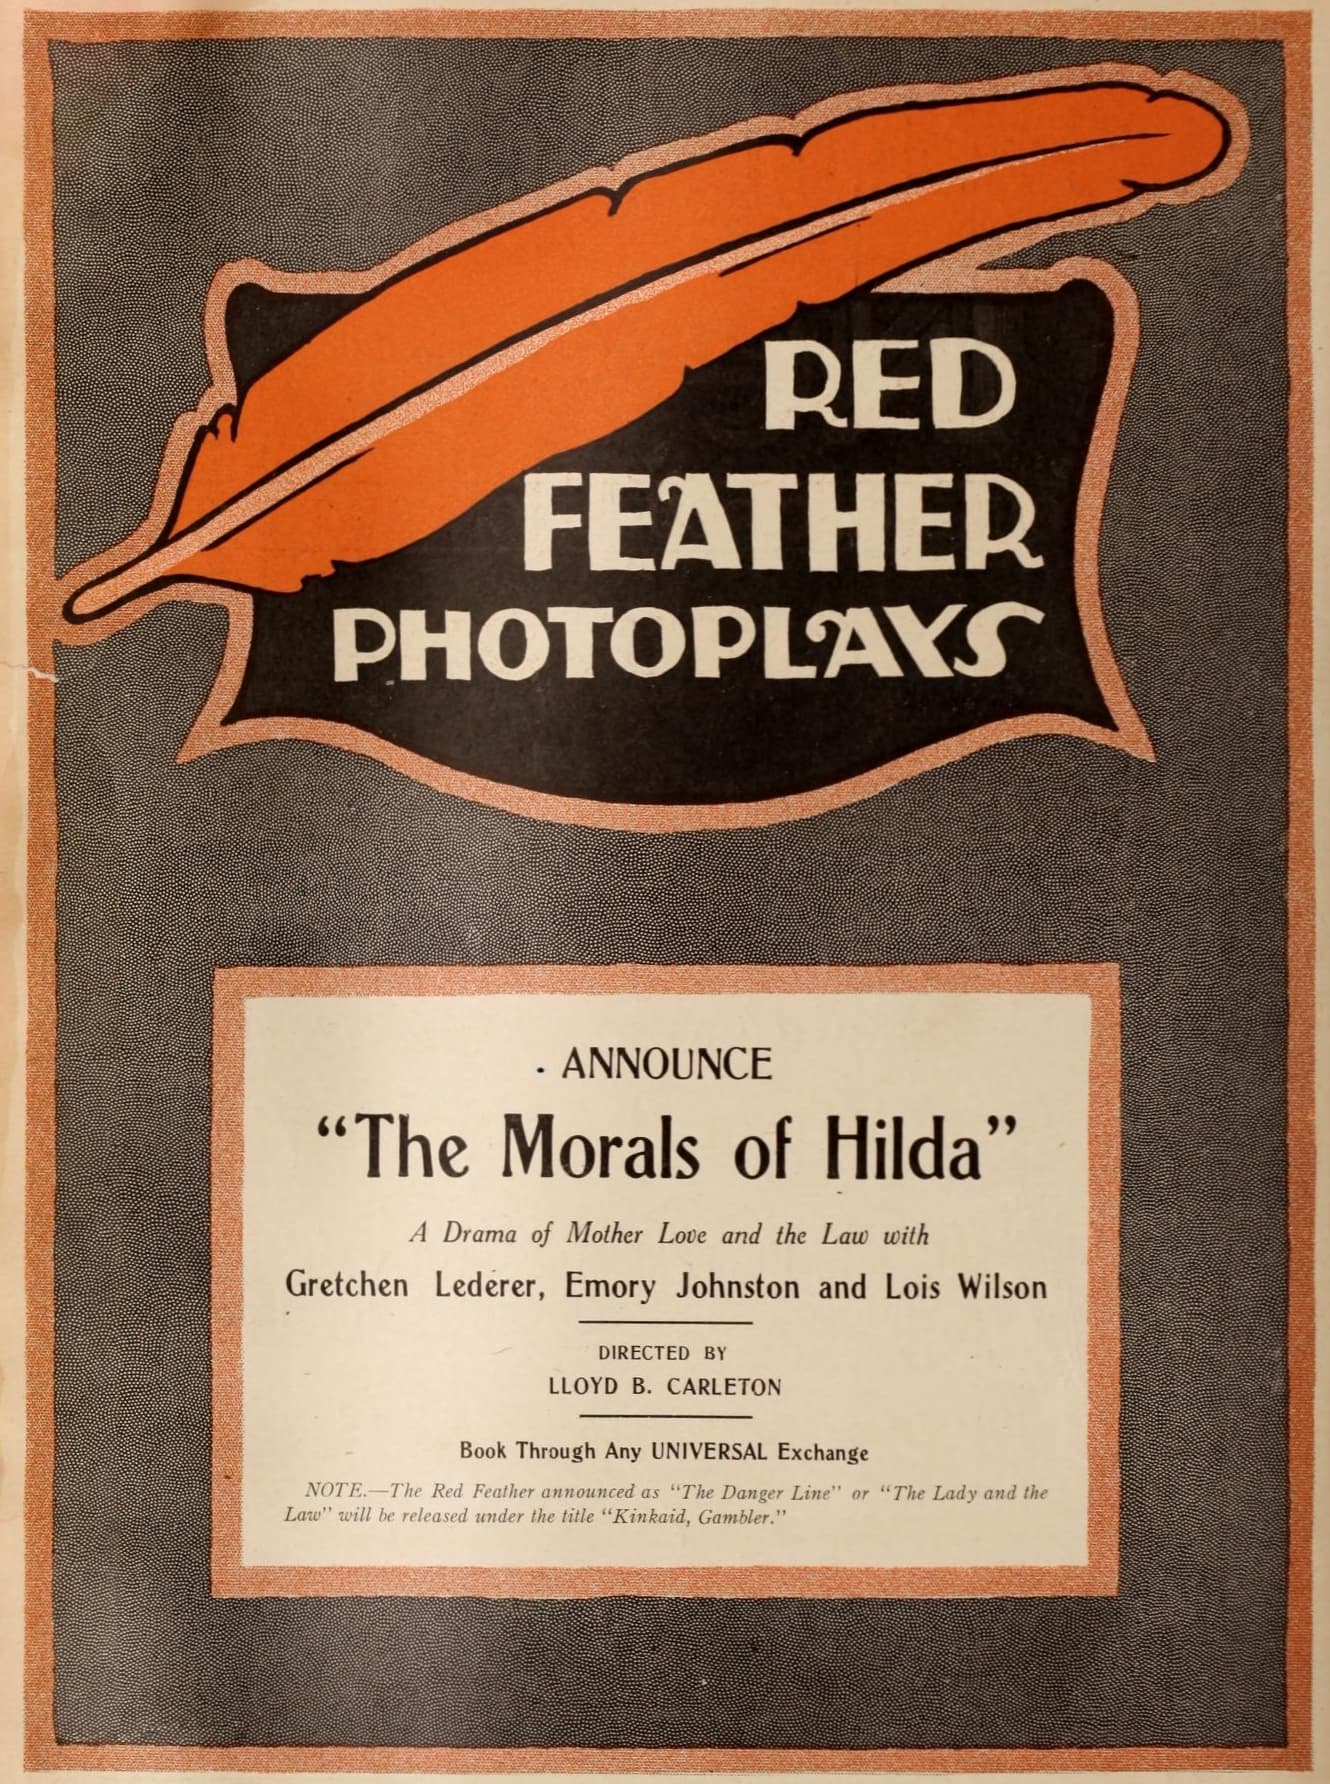 RED
FEATHER
PHOTOPLAYS
ANNOUNCE
“The Morals of Hilda”
A Drama of Mother Love and the Law with
Gretchen Lederer, Emory Johnston and Lois Wilson
DIRECTED BY
LLOYD B. CARLETON
Book Through Any UNIVERSAL Exchange
NOTE.—The Red Feather announced as “The Danger Line” or “The Lady and the
Law” will be released under the title “Kinkaid, Gambler.”